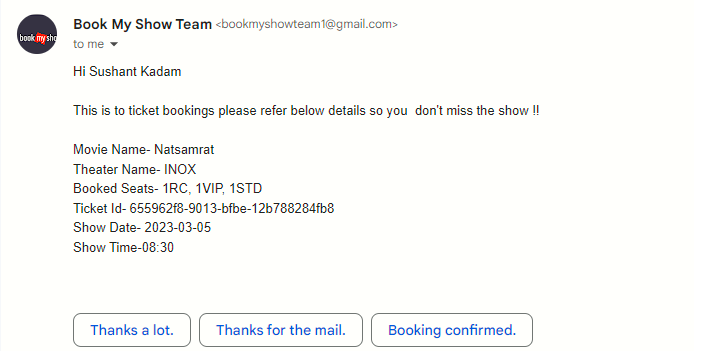 Book My Show Team <bookmyshowteam1@gmail.com>
book my sho
to me
Hi Sushant Kadam
This is to ticket bookings please refer below details so you  don't miss the show !!
Movie Name- Natsamrat
Theater Name- INOX
Booked Seats- 1RC, 1VIP, 1STD
Ticket Id- 655962f8-9013-bfbe-12b788284fb8
Show Date- 2023-03-05
Show Time-08:30
Thanks a lot.
Thanks for the mail.
Booking confirmed.